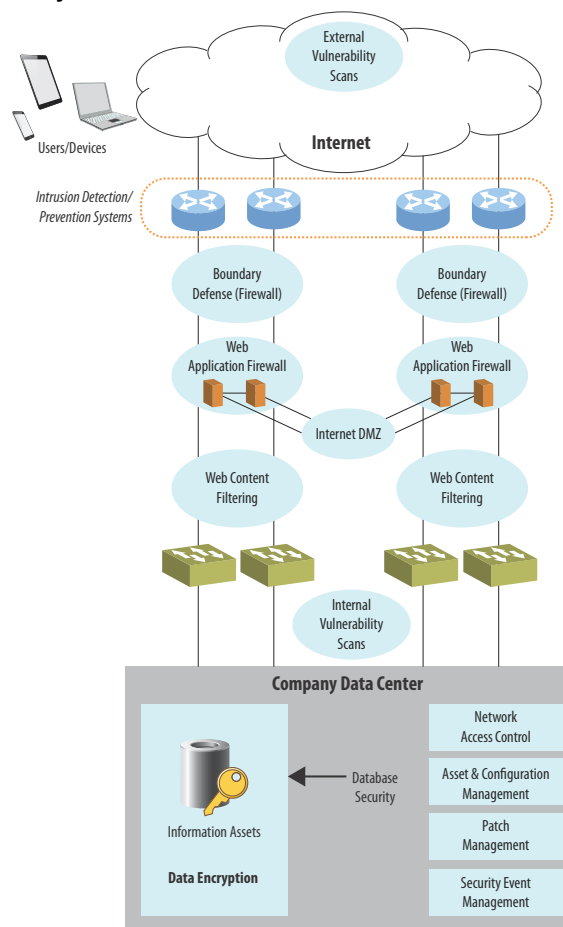 External
Vulnerability
Scans
Internet
Users/Devices
Intrusion Detection/
Prevention Systems
Boundary
Defense (Firewall)
Boundary
Defense (Firewall)
Web
Application Firewall
Web
Application Firewall
Internet DMZ
Web Content
Filtering
Web Content
Filtering
Internal
Vulnerability
Scans
Company Data Center
Network
Access Control
Asset & Configuration
Management
Database
Security
Information Assets
Patch
Management
Data Encryption
Security Event
Management